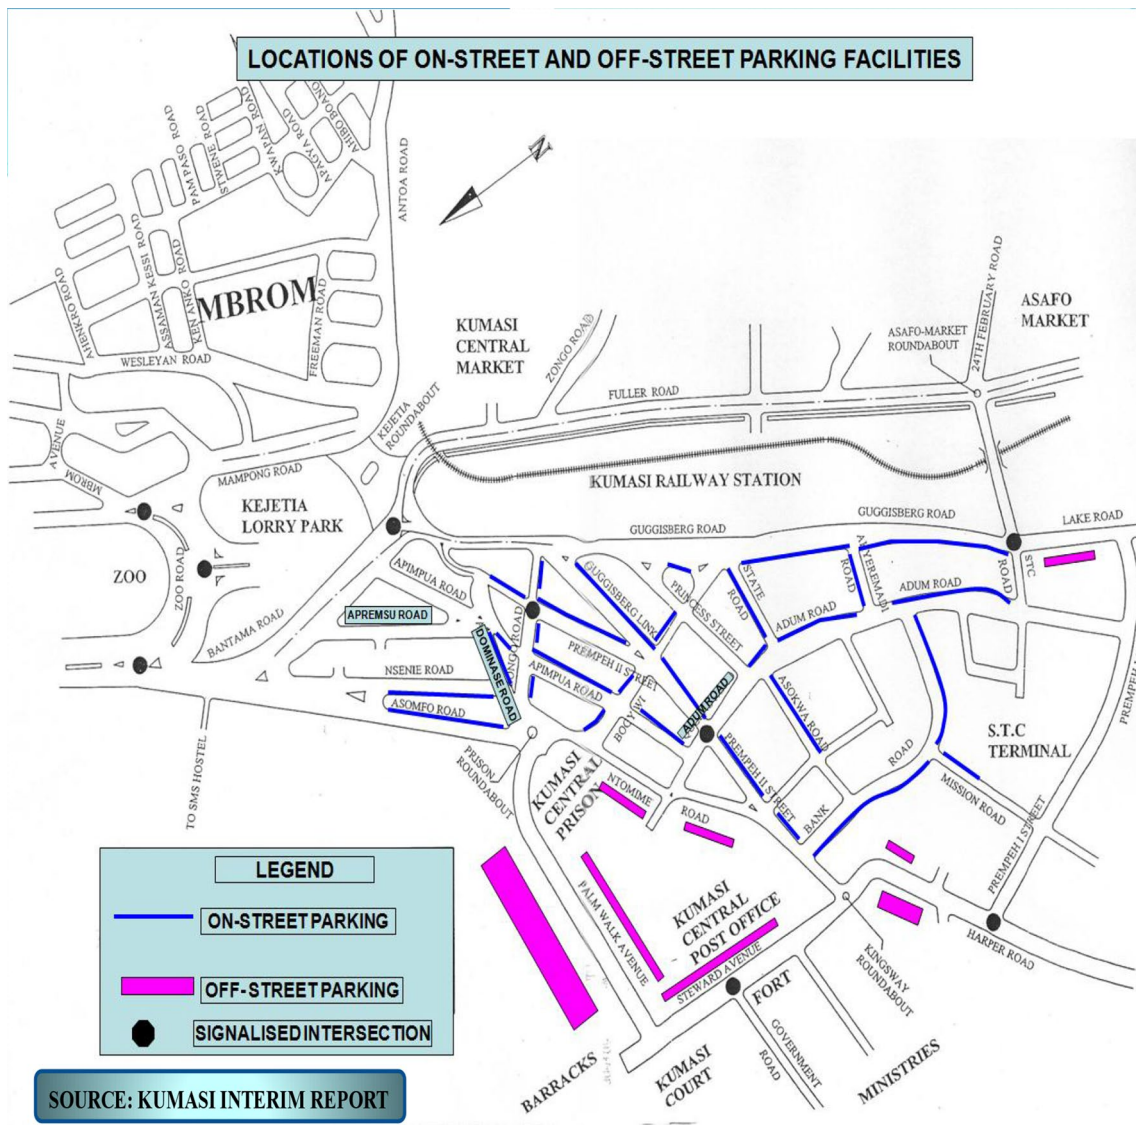 LOCATIONS OF ON-STREET AND OFF-STREET PARKING FACILITIES
N
PAM PASO ROAD
STWENE ROAD
KWAPAN ROAD
APAGYA ROAD
AHIBO BOANO
ANTOA ROAD
AHENKRO ROAD
ASSAMAN KESSI ROAD
KEN ANKO ROAD
MBROM
FREEMAN ROAD
WESLEYAN ROAD
KUMASI
CENTRAL
MARKET
ZONGO ROAD
FULLER ROAD
ASAFO-MARKET
ROUNDABOUT
24TH FEBRUARY ROAD
ASAFO
MARKET
KEJETIA
ROUNDABOUT
MBROM
AVENUE
MAMPONG ROAD
KEJETIA
LORRY PARK
KUMASI RAILWAY STATION
GUGGISBERG ROAD
GUGGISBERG ROAD
LAKE ROAD
ZOO
ZOO ROAD
BANTAMA ROAD
APIMPUA ROAD
APREMSU ROAD
DOMINASE ROAD
GUGGISBERG LINK
PRINCESS STREET
STATE
ROAD
ADUM ROAD
ROAD
ADUM ROAD
STC
ROAD
NSENIE ROAD
ASOMFO ROAD
PREMPEH II STREET
APIMPUA ROAD
ADUM ROAD
ASOKWA ROAD
PREMPEH II STREET
BANK
ROAD
S.T.C
TERMINAL
MISSION ROAD
PREMPEH I STREET
TO SMS HOSTEL
PRISON
ROUNDABOUT
KUMASI
CENTRAL
PRISON
NTOMIME
ROAD
PALM WALK AVENUE
KUMASI
CENTRAL
POST OFFICE
STEWARD AVENUE
FORT
KINGSWAY
ROUNDABOUT
HARPER ROAD
GOVERNMENT
ROAD
BARRACKS
KUMASI
COURT
MINISTRIES
LEGEND
ON-STREET PARKING
OFF-STREET PARKING
SIGNALISED INTERSECTION
SOURCE: KUMASI INTERIM REPORT